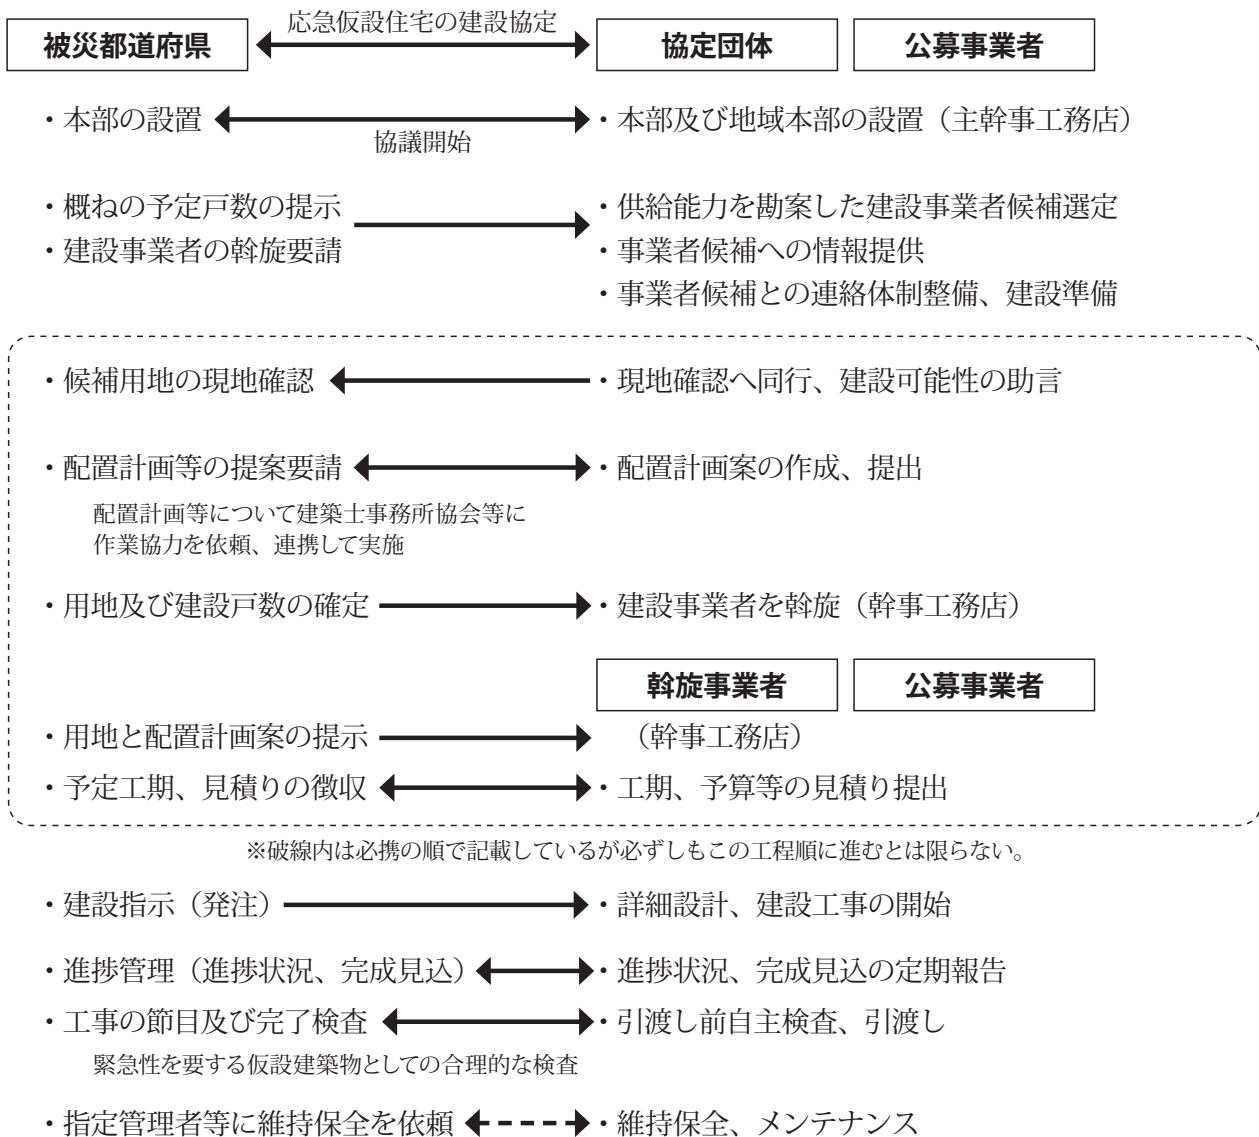 応急仮設住宅の建設協定
被災都道府県
協定団体
公募事業者
・本部の設置
・本部及び地域本部の設置（主幹事工務店）
協議開始
・概ねの予定戸数の提示
・供給能力を勘案した建設事業者候補選定
・建設事業者の斡旋要請
・事業者候補への情報提供
・事業者候補との連絡体制整備、建設準備
・候補用地の現地確認
・現地確認へ同行、建設可能性の助言
・配置計画等の提案要請
・配置計画案の作成、提出
配置計画等について建築士事務所協会等に
作業協力を依頼、連携して実施
・用地及び建設戸数の確定
・建設事業者を斡旋（幹事工務店）
斡旋事業者
公募事業者
・用地と配置計画案の提示
（幹事工務店）
・予定工期、見積りの徴収
・工期、予算等の見積り提出
※破線内は必携の順で記載しているが必ずしもこの工程順に進むとは限らない。
・建設指示（発注）
・詳細設計、建設工事の開始
・進捗管理（進捗状況、完成見込）
・進捗状況、完成見込の定期報告
・工事の節目及び完了検査
・引渡し前自主検査、引渡し
緊急性を要する仮設建築物としての合理的な検査
・指定管理者等に維持保全を依頼
・維持保全、メンテナンス